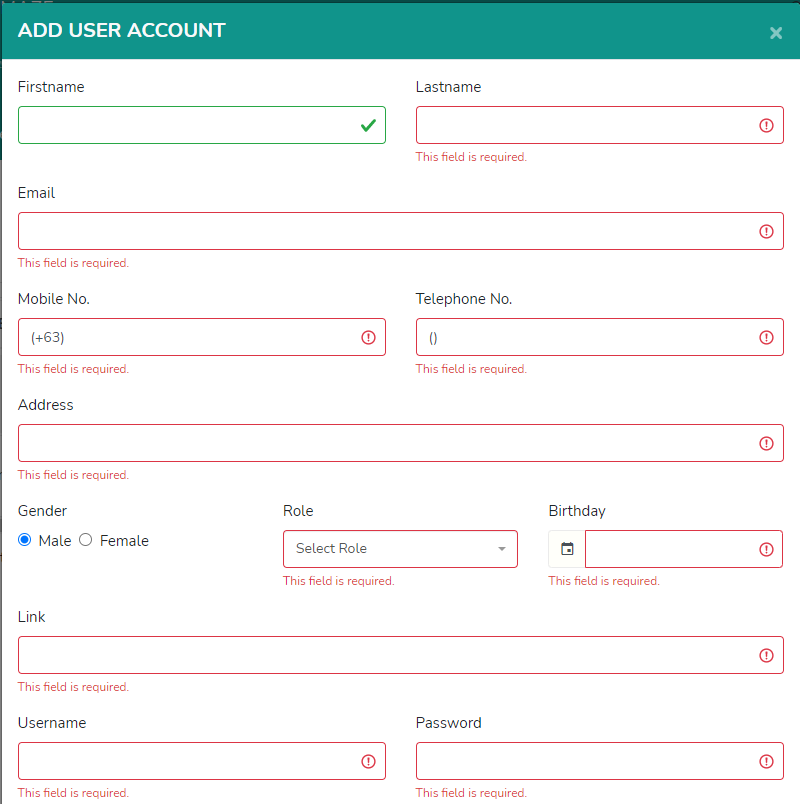 ADD USER ACCOUNT ×
Firstname Lastname
This field is required.
Email
This field is required.
Mobile No. Telephone No.
(+63) ()
This field is required. This field is required.
Address
This field is required.
Gender Role Birthday
Male Female Select Role
This field is required. This field is required.
Link
This field is required.
Username Password
This field is required. This field is required.